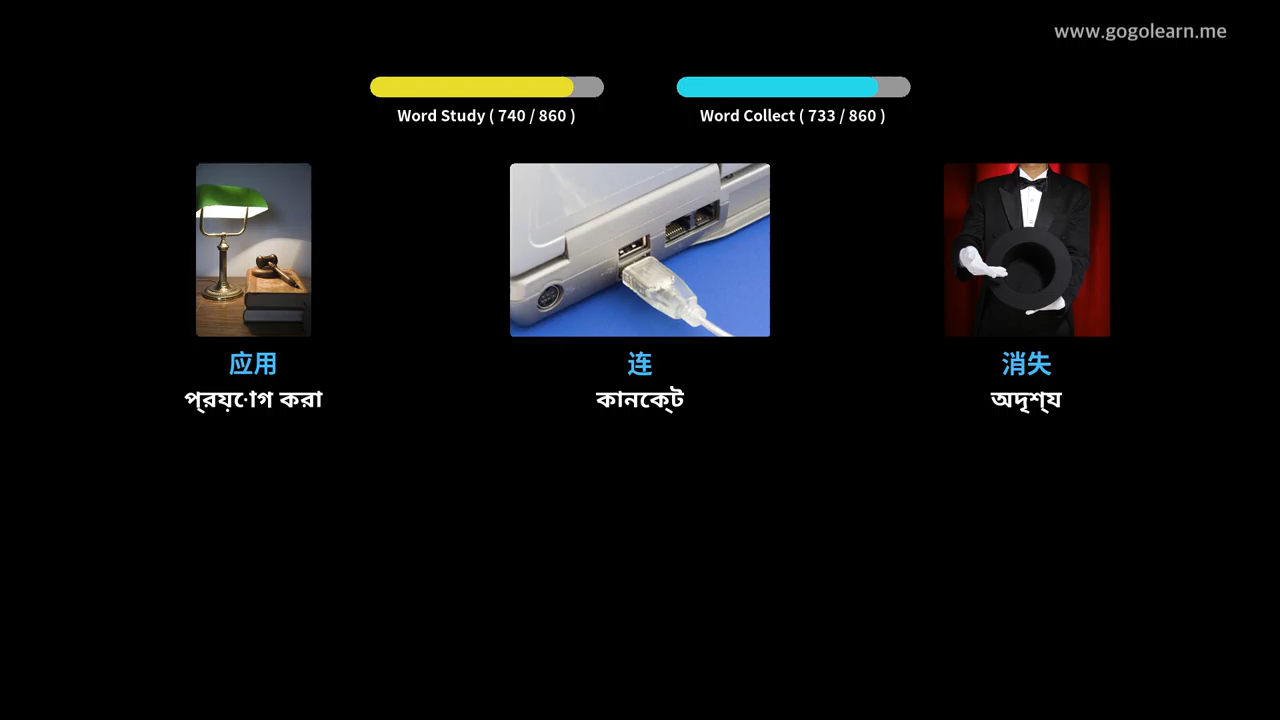 www.gogolearn.me
Word Study ( 740 / 860 )
Word Collect ( 733 / 860 )
应用
প্রয়োগ করা
连
কানেক্ট
消失
অদৃশ্য